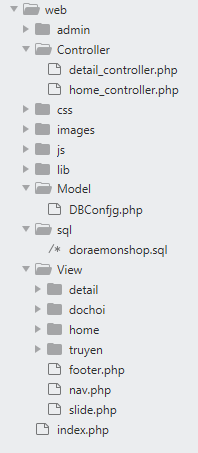 web
admin
Controller
detail_controller.php
home_controller.php
css
images
js
lib
Model
DBConfjg.php
sql
/* doraemonshop.sql
View
detail
dochoi
home
truyen
footer.php
nav.php
slide.php
index.php